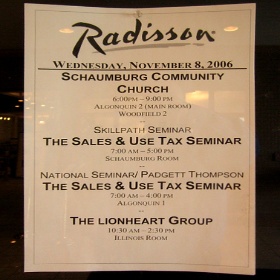 Radisson
Wednesday, November 8, 2006
Schaumburg Community
Church
6:00pm – 9:00 pm
Algonquin 2 (main room)
Woodfield 2
--
Skillpath Seminar
The Sales & Use Tax Seminar
7:00 am – 5:00 pm
Schaumburg Room
--
National Seminar/ Padgett Thompson
The Sales & Use Tax Seminar
7:00 am – 4:00 pm
Algonquin 1
--
The Lionheart Group
10:30 am – 2:30 pm
Illinois Room